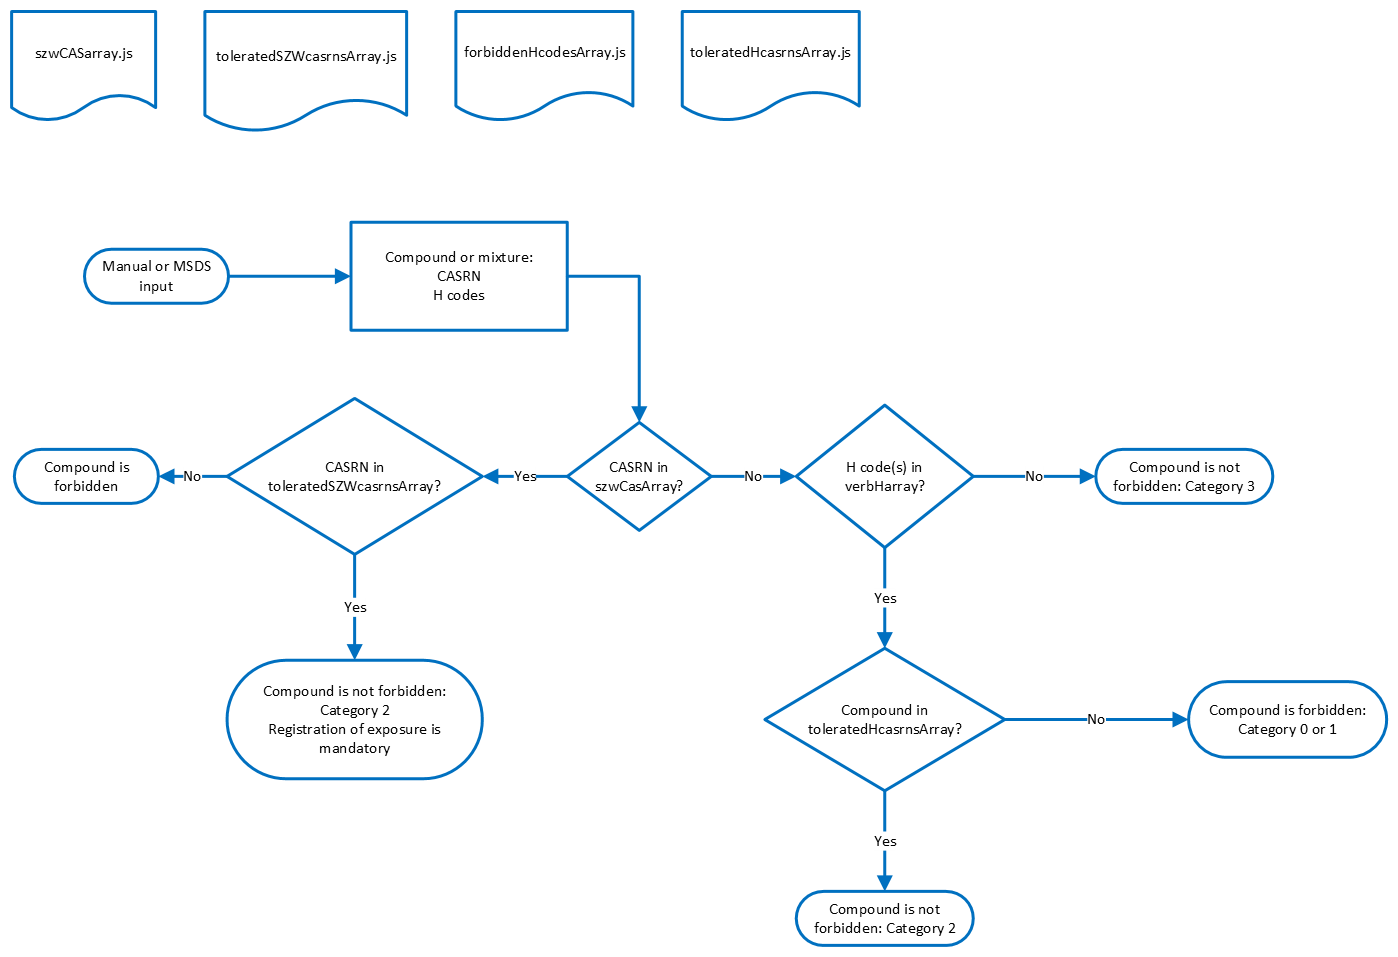 szwCASarray.js
toleratedSZWcasrnsArray.js
forbiddenHcodesArray.js
toleratedHcasrnsArray.js
Manual or MSDS
input
Compound or mixture:
CASRN
H codes
Compound is
forbidden
No
CASRN in
toleratedSZWcasrnsArray?
Yes
CASRN in
szwCasArray?
No
H code(s) in
verbHarray?
No
Compound is not
forbidden: Category 3
Yes
Yes
Compound is not forbidden:
Category 2
Registration of exposure is
mandatory
Compound in
toleratedHcasrnsArray?
No
Compound is forbidden:
Category 0 or 1
Yes
Compound is not
forbidden: Category 2